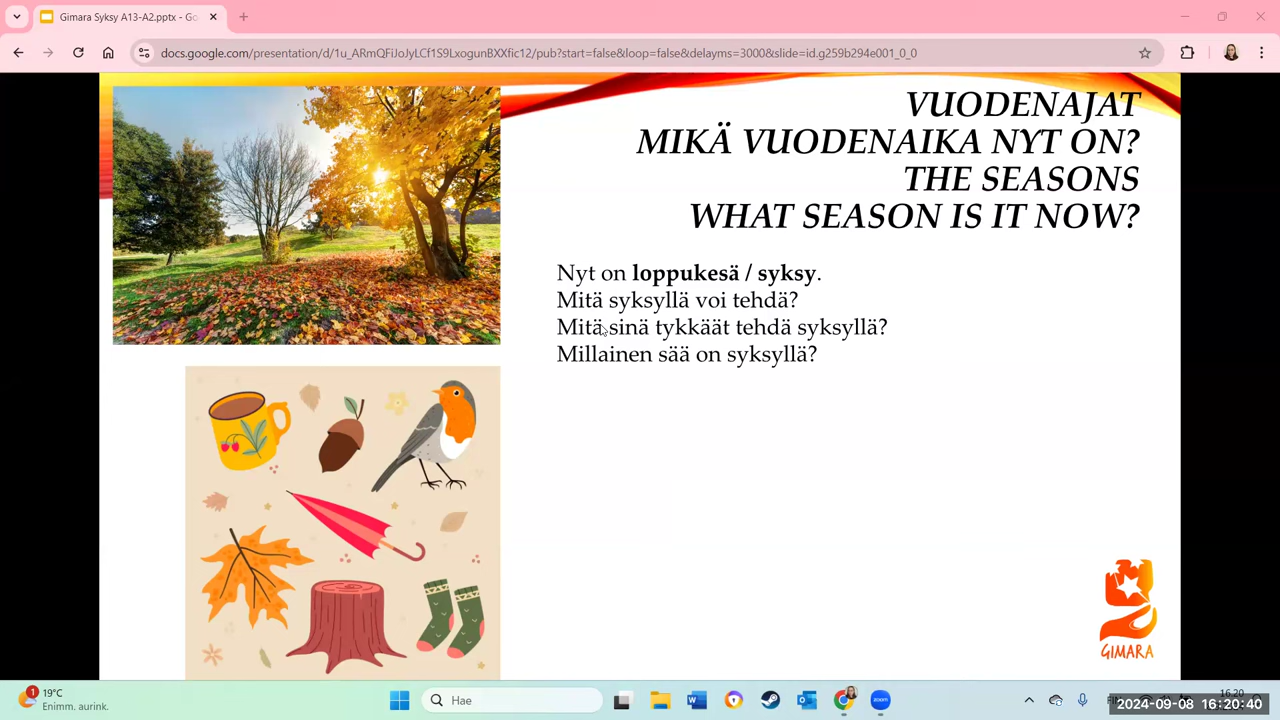 Gimara Syksy A13-A2.pptx - Go
docs.google.com/presentation/d/1u_ARmQFiJoJyLCf1S9LxogunBXXfic12/pub?start=false&loop=false&delayms=3000&slide=id.g259b294e001_0_0
VUODENAJAT
MIKÄ VUODENAIKA NYT ON?
THE SEASONS
WHAT SEASON IS IT NOW?
Nyt on loppukesä / syksy.
Mitä syksyllä voi tehdä?
Mitä sinä tykkäät tehdä syksyllä?
Millainen sää on syksyllä?
GIMARA
1
19°C
Enimm. aurink.
Hae
16.20
2024-09-08 16:20:40